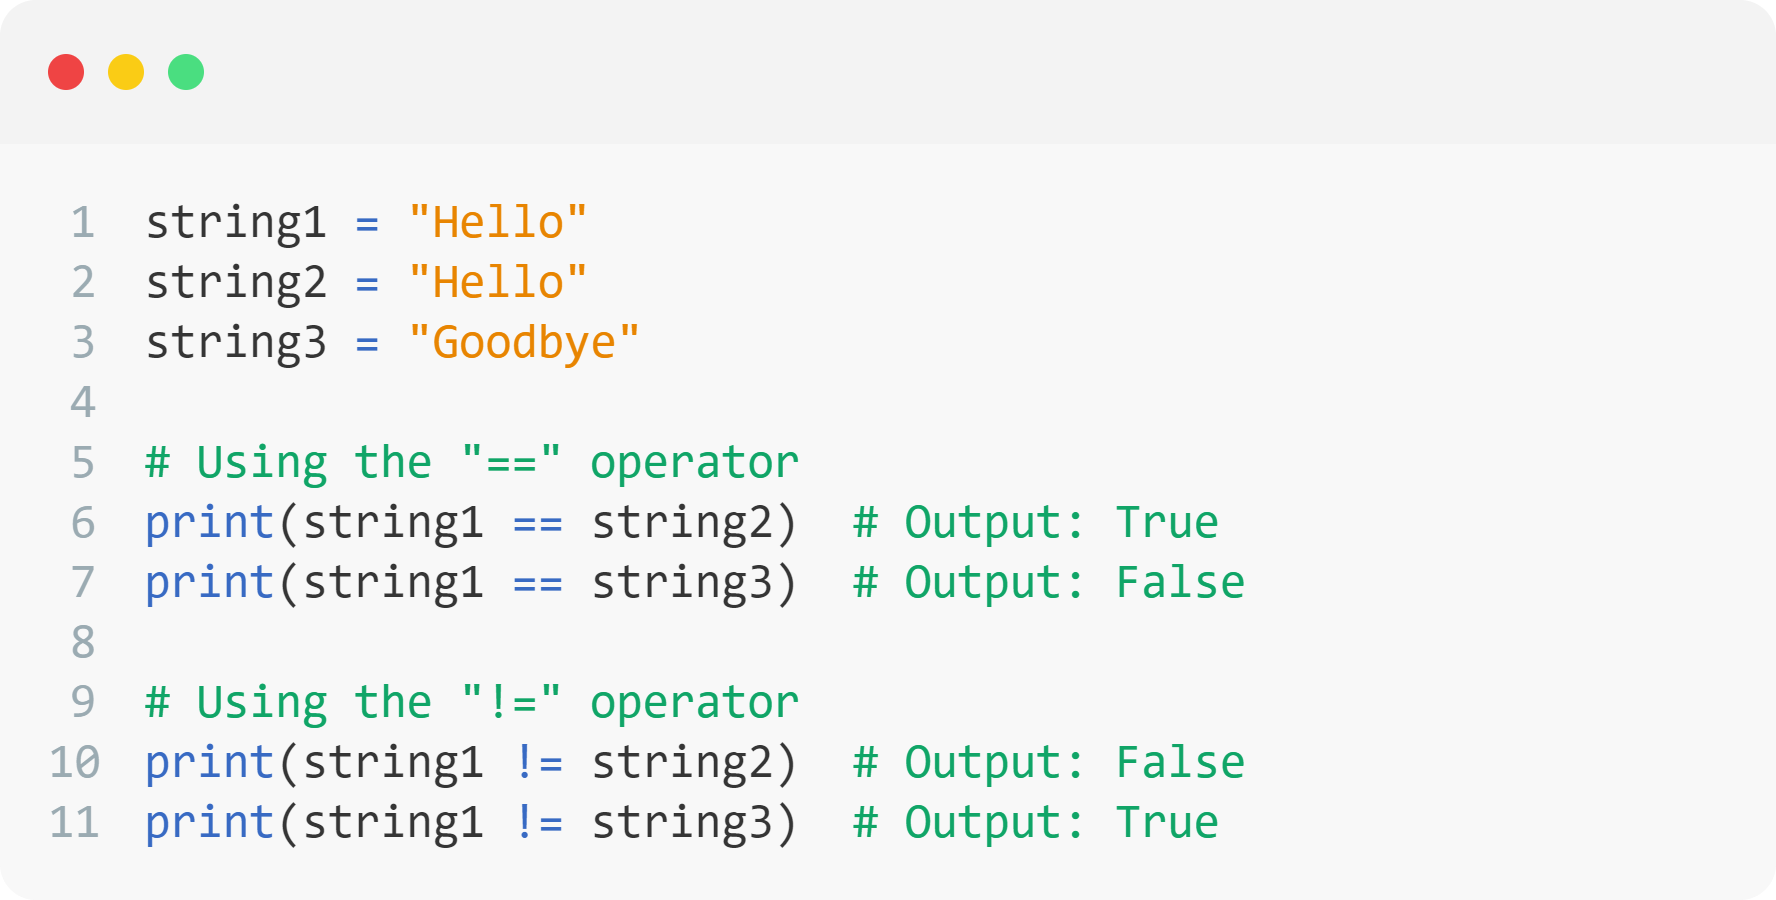 1 string1 = "Hello"
2 string2 = "Hello"
3 string3 = "Goodbye"
4
5 # Using the "==" operator
6 print(string1 == string2)  # Output: True
7 print(string1 == string3)  # Output: False
8
9 # Using the "!=" operator
10 print(string1 != string2)  # Output: False
11 print(string1 != string3)  # Output: True